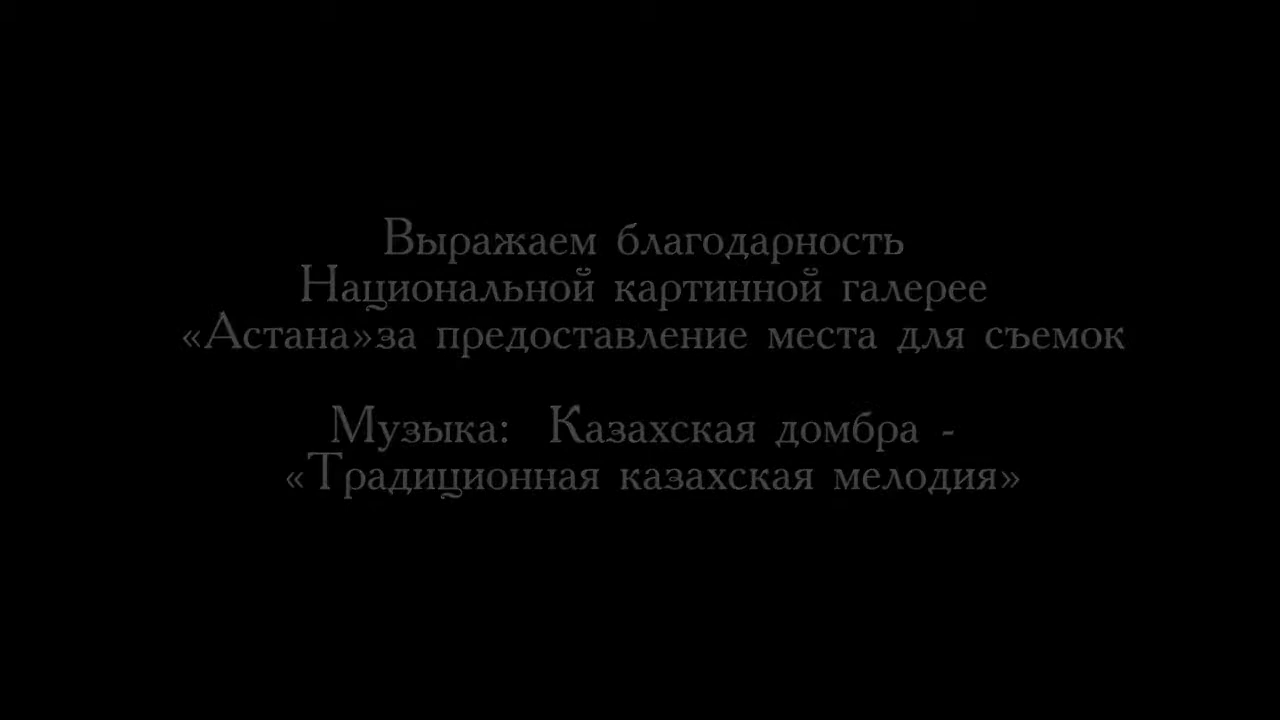 Выражаем благодарность
Национальной картинной галерее
«Астана»за предоставление места для съемок
Музыка:  Казахская домбра -
«Традиционная казахская мелодия»